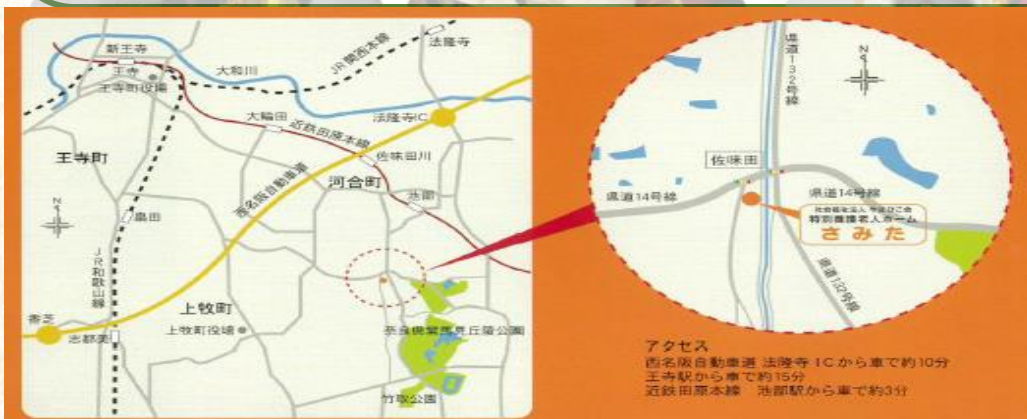 新王寺
王寺
王寺町役場
大和川
JR関西本線
法隆寺
大輪田
近鉄田原本線
法隆寺IC
佐味田川
王寺町
河合町
西名阪自動車道
池部
N
畠田
JR和歌山線
上牧町
上牧町役場
香芝
志都美
奈良県営馬見丘陵公園
竹取公園
県道132号線
N
佐味田
県道14号線
県道14号線
特別養護老人ホーム
さみた
県道132号線
アクセス
西名阪自動車道 法隆寺ICから車で約10分
王寺駅から車で約15分
近鉄田原本線 池部駅から車で約3分